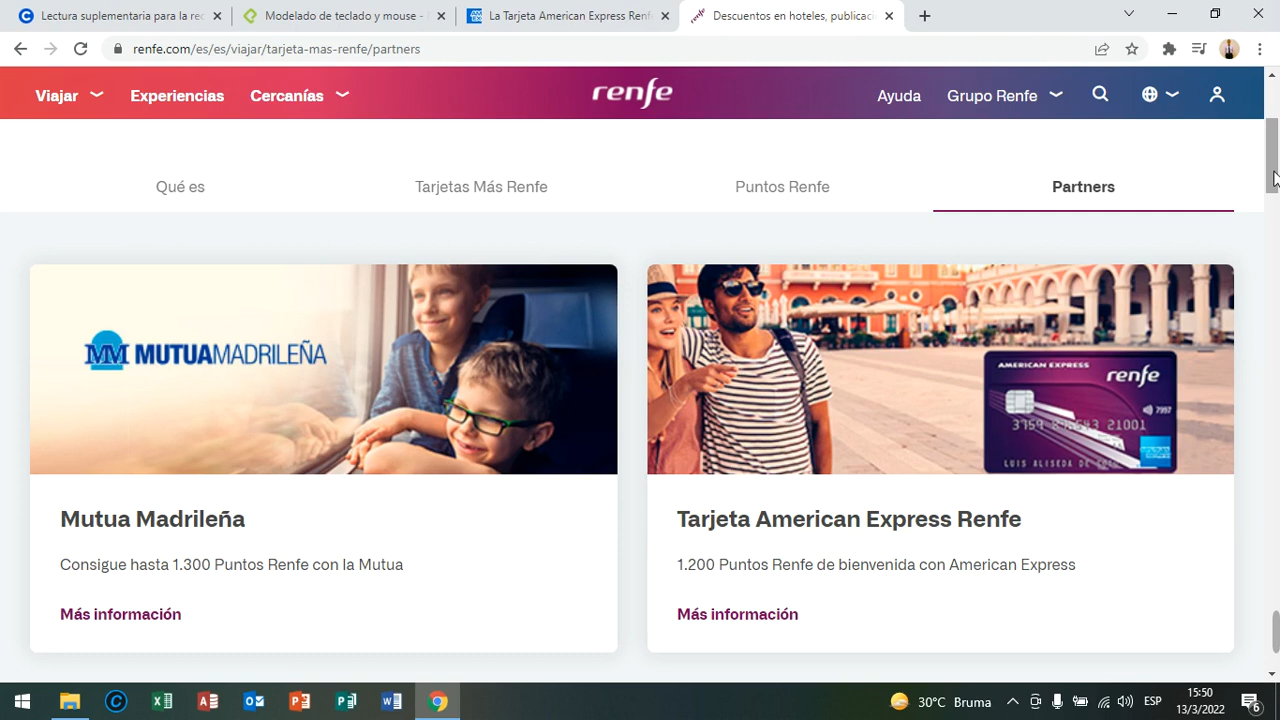 Lectura suplementaria para la re
Modelado de teclado y mouse -
La Tarjeta American Express Renf
Descuentos en hoteles, publicaci
renfe.com/es/es/viajar/tarjeta-mas-renfe/partners
Viajar
Experiencias
Cercanías
renfe
Ayuda
Grupo Renfe
Qué es
Tarjetas Más Renfe
Puntos Renfe
Partners
MM MUTUAMADRILEÑA
AMERICAN EXPRESS
renfe
7997
21001
Mutua Madrileña
Consigue hasta 1.300 Puntos Renfe con la Mutua
Más información
Tarjeta American Express Renfe
1.200 Puntos Renfe de bienvenida con American Express
Más información
30°C Bruma
ESP
15:50
13/3/2022
6